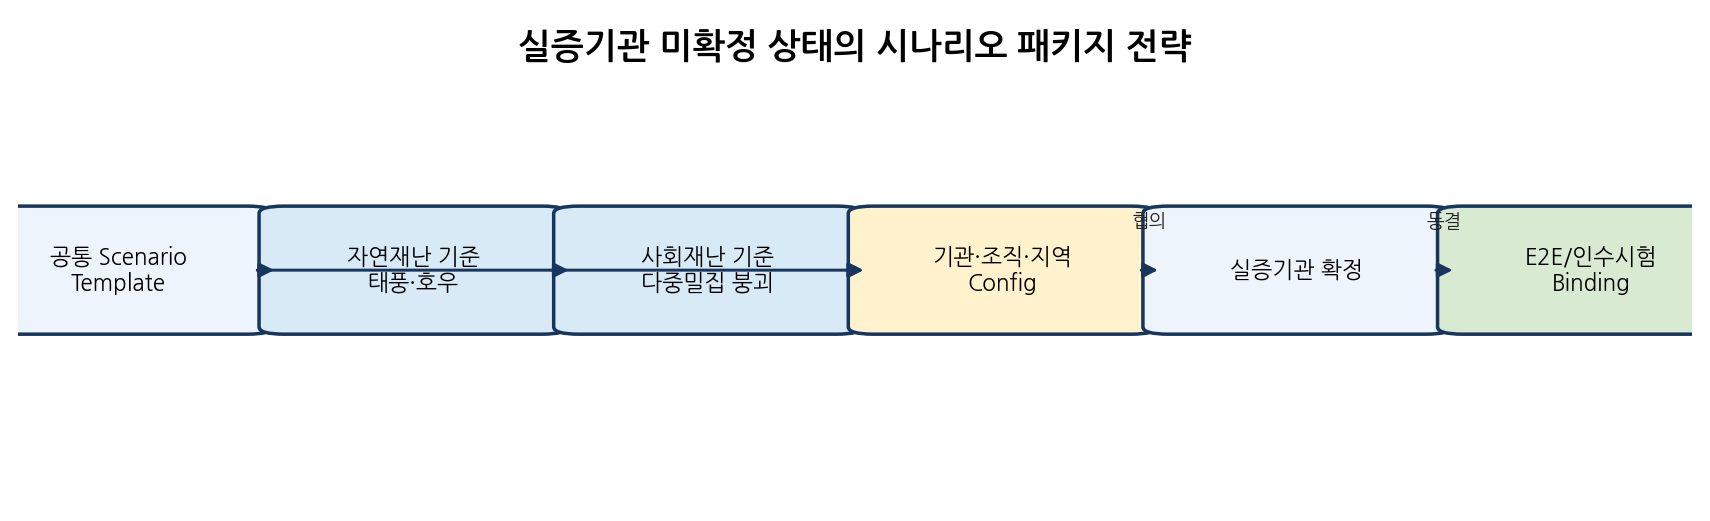 실증기관 미확정 상태의 시나리오 패키지 전략
공통 Scenario
Template
자연재난 기준
태풍·호우
사회재난 기준
다중밀집 붕괴
기관·조직·지역
Config
협의
실증기관 확정
동결
E2E/인수시험
Binding